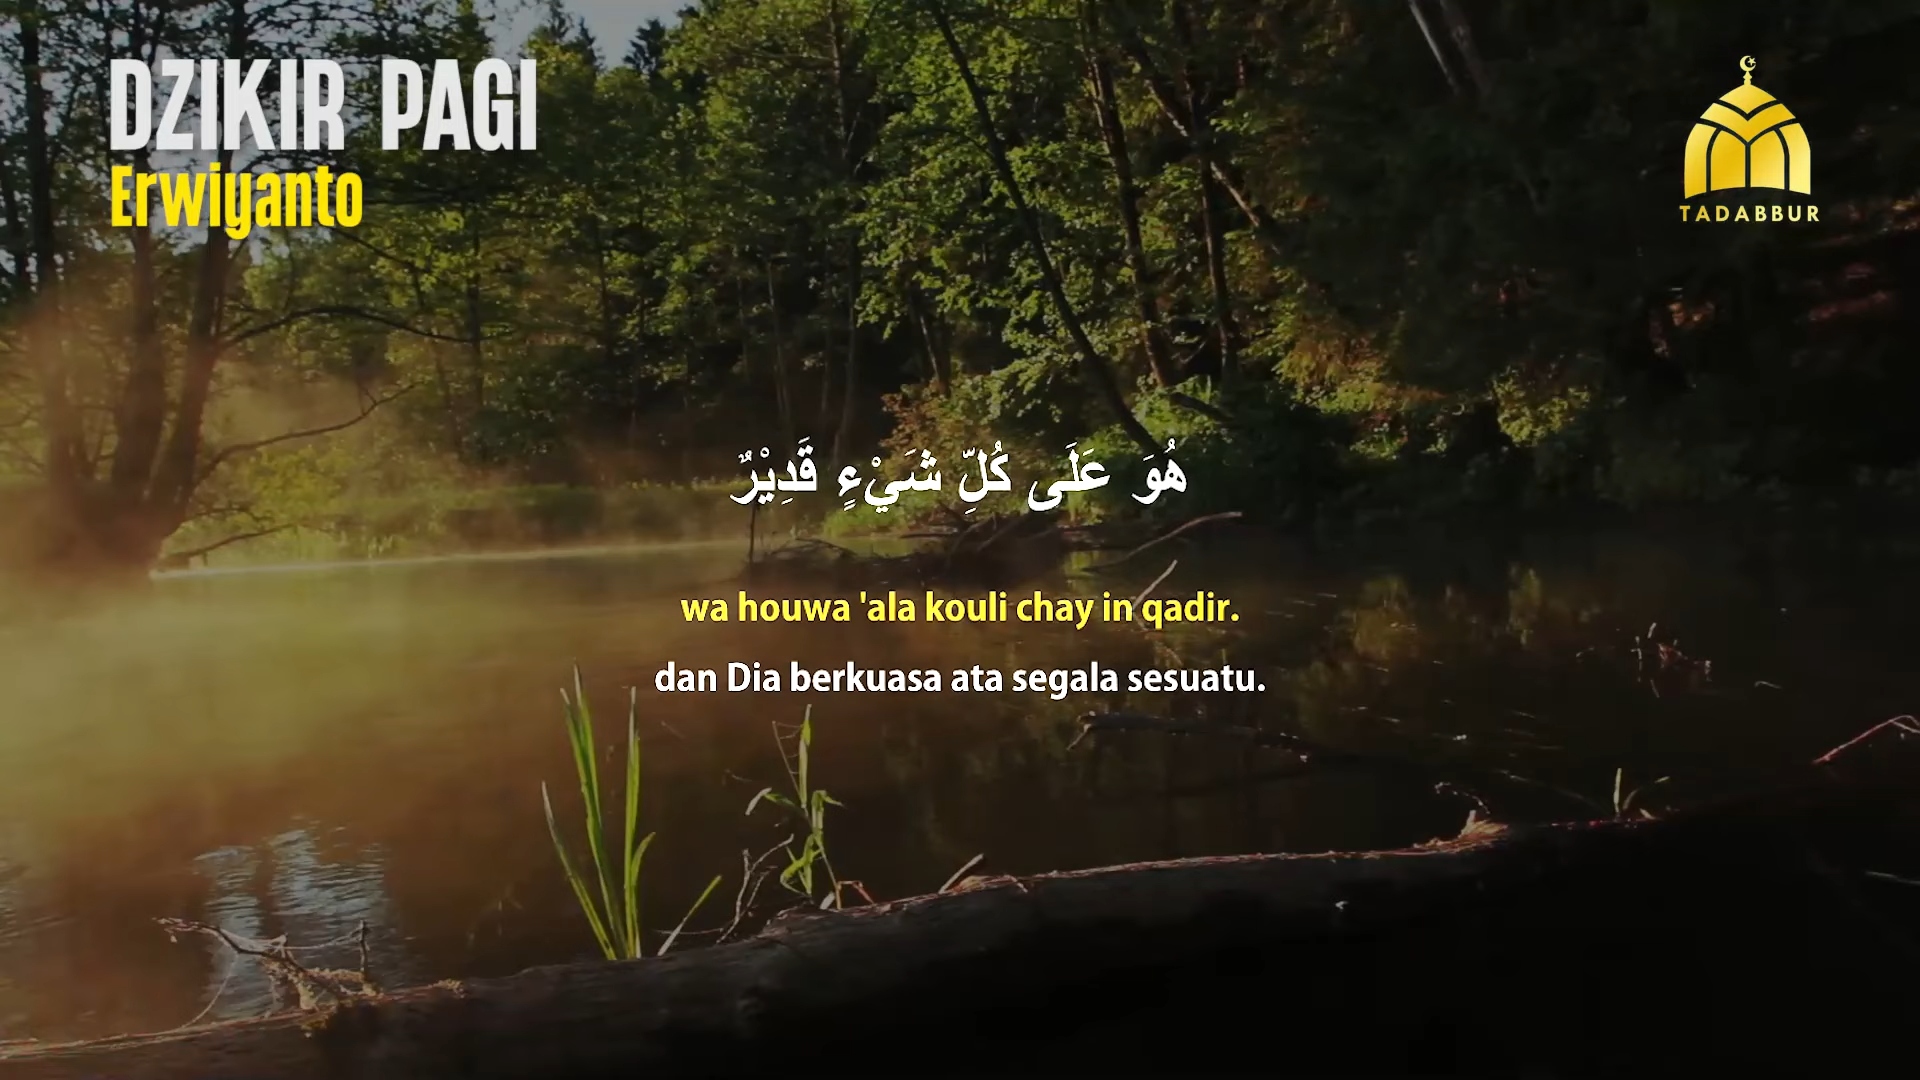 DZIKIR PAGI
Erwiyanto
TADABBUR
هُوَ عَلَى كُلِّ شَيْءٍ قَدِيْرٌ
wa houwa 'ala kouli chay in qadir.
dan Dia berkuasa ata segala sesuatu.